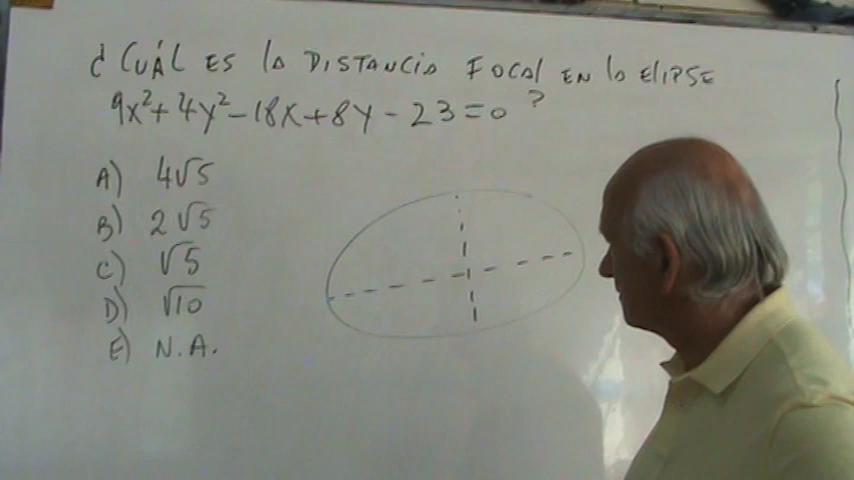 ¿CUÁL ES la DISTANCIA FOCAl EN la ElIPSE
9x²+4y²-18x+8y-23=0?
A) 4√5
B) 2√5
C) √5
D) √10
E) N.A.